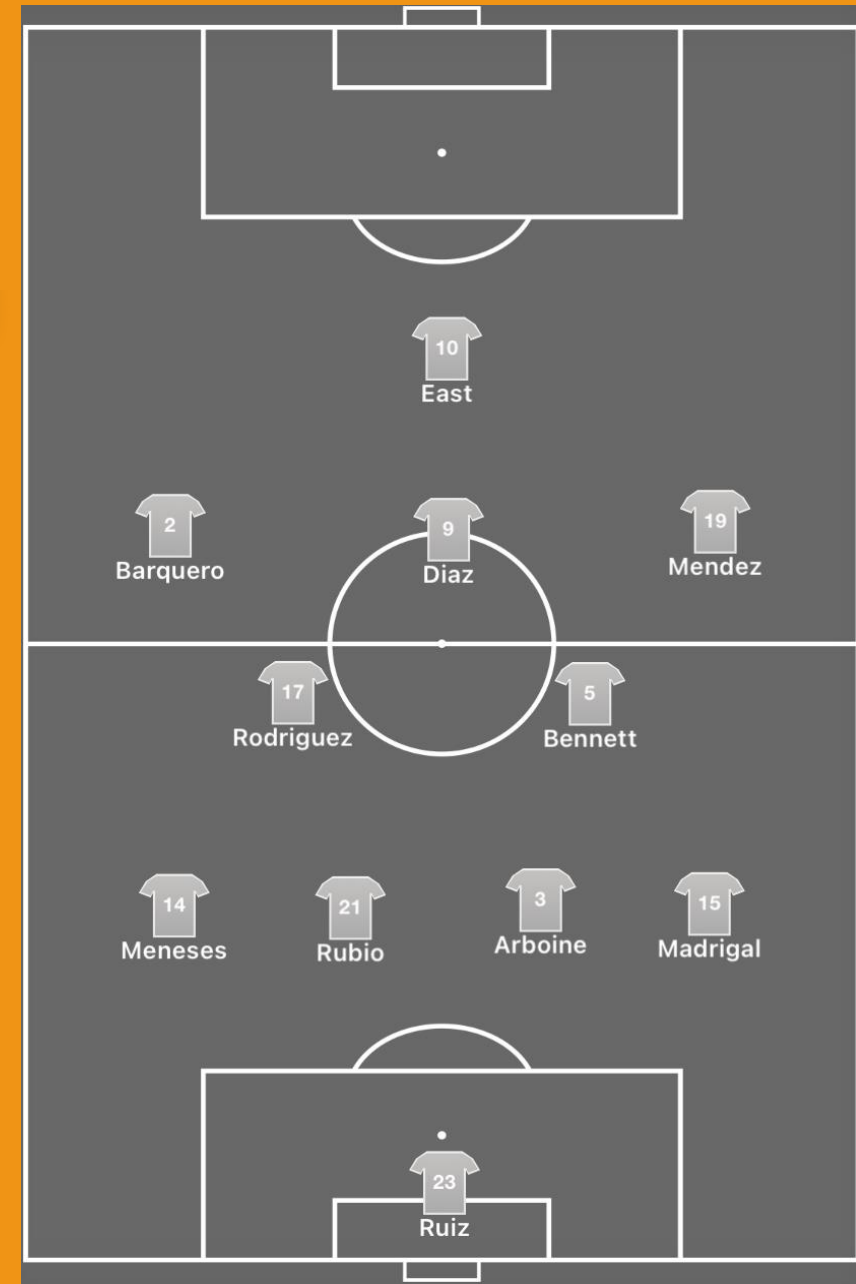 10
East
2
Barquero
9
Diaz
19
Mendez
17
Rodriguez
5
Bennett
14
Meneses
21
Rubio
3
Arboine
15
Madrigal
23
Ruiz